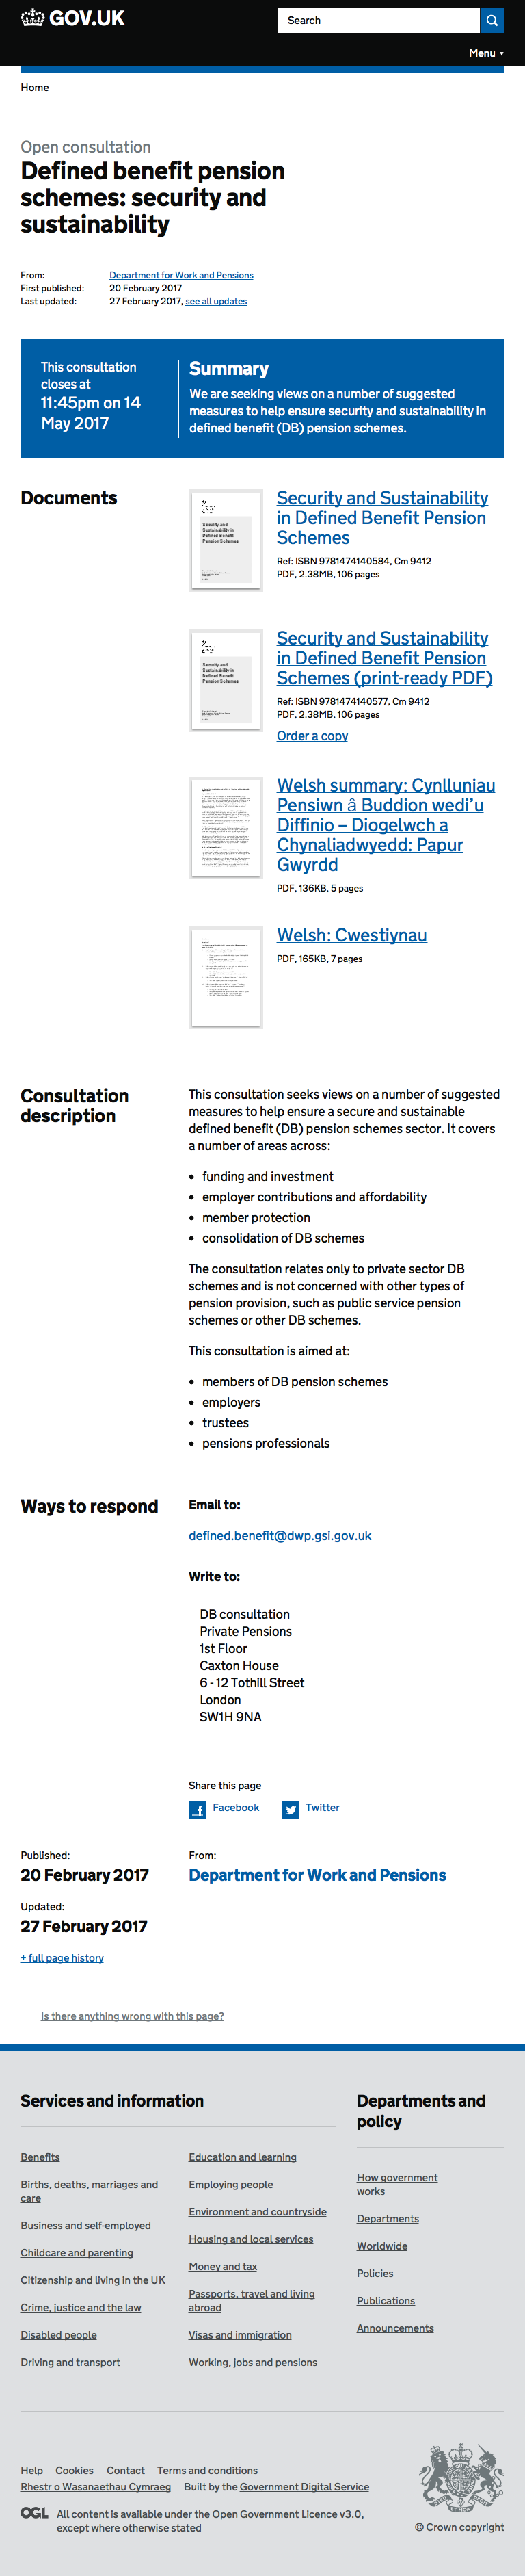 GOV.UK
Search
Menu ▼
Home
Open consultation
Defined benefit pension
schemes: security and
sustainability
From: Department for Work and Pensions
First published: 20 February 2017
Last updated: 27 February 2017, see all updates
This consultation
closes at
11:45pm on 14
May 2017
Summary
We are seeking views on a number of suggested
measures to help ensure security and sustainability in
defined benefit (DB) pension schemes.
Documents
Security and
Sustainability in
Defined Benefit
Pension Schemes
Security and Sustainability
in Defined Benefit Pension
Schemes
Ref: ISBN 9781474140584, Cm 9412
PDF, 2.38MB, 106 pages
Security and
Sustainability in
Defined Benefit
Pension Schemes
Security and Sustainability
in Defined Benefit Pension
Schemes (print-ready PDF)
Ref: ISBN 9781474140577, Cm 9412
PDF, 2.38MB, 106 pages
Order a copy
Welsh summary: Cynlluniau
Pensiwn â Buddion wedi’u
Diffinio – Diogelwch a
Chynaliadwyedd: Papur
Gwyrdd
PDF, 136KB, 5 pages
Welsh: Cwestiynau
PDF, 165KB, 7 pages
Consultation
description
This consultation seeks views on a number of suggested
measures to help ensure a secure and sustainable
defined benefit (DB) pension schemes sector. It covers
a number of areas across:
• funding and investment
• employer contributions and affordability
• member protection
• consolidation of DB schemes
The consultation relates only to private sector DB
schemes and is not concerned with other types of
pension provision, such as public service pension
schemes or other DB schemes.
This consultation is aimed at:
• members of DB pension schemes
• employers
• trustees
• pensions professionals
Ways to respond
Email to:
defined.benefit@dwp.gsi.gov.uk
Write to:
DB consultation
Private Pensions
1st Floor
Caxton House
6 - 12 Tothill Street
London
SW1H 9NA
Share this page
Facebook Twitter
Published:
20 February 2017
From:
Department for Work and Pensions
Updated:
27 February 2017
+ full page history
Is there anything wrong with this page?
Services and information
Benefits
Births, deaths, marriages and
care
Business and self-employed
Childcare and parenting
Citizenship and living in the UK
Crime, justice and the law
Disabled people
Driving and transport
Education and learning
Employing people
Environment and countryside
Housing and local services
Money and tax
Passports, travel and living
abroad
Visas and immigration
Working, jobs and pensions
Departments and
policy
How government
works
Departments
Worldwide
Policies
Publications
Announcements
Help Cookies Contact Terms and conditions
Rhestr o Wasanaethau Cymraeg Built by the Government Digital Service
OGL All content is available under the Open Government Licence v3.0,
except where otherwise stated
© Crown copyright